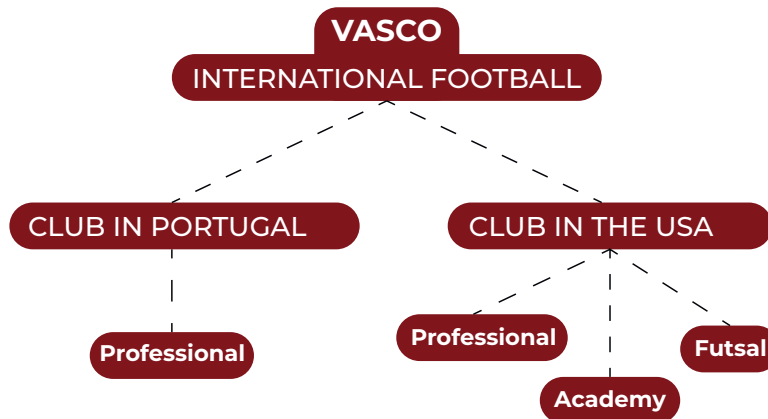 VASCO
INTERNATIONAL FOOTBALL
CLUB IN PORTUGAL
CLUB IN THE USA
Professional
Professional
Futsal
Academy